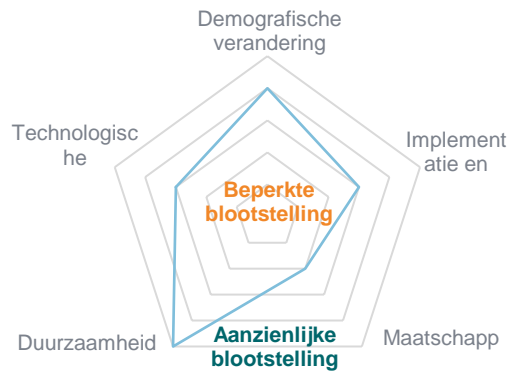 Demografische
verandering
Technologisc
he
Implement
atie en
Beperkte
blootstelling
Duurzaamheid
Aanzienlijke
blootstelling
Maatschapp